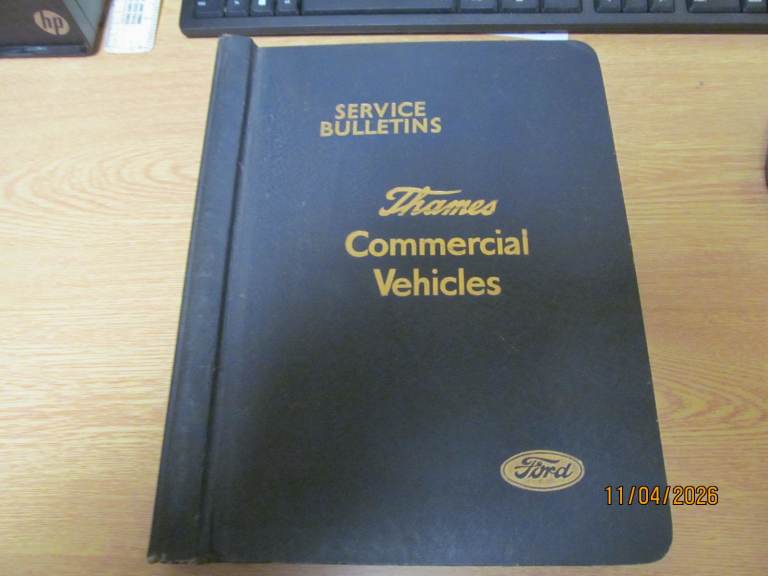 hp
SERVICE
BULLETINS
Thames
Commercial
Vehicles
Ford
11/04/2026